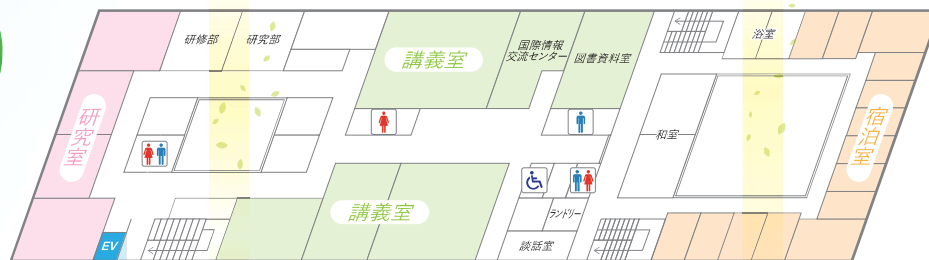 研修部
研究部
講義室
国際情報
交流センター
図書資料室
浴室
研究室
和室
宿泊室
講義室
ランドリー
談話室
EV